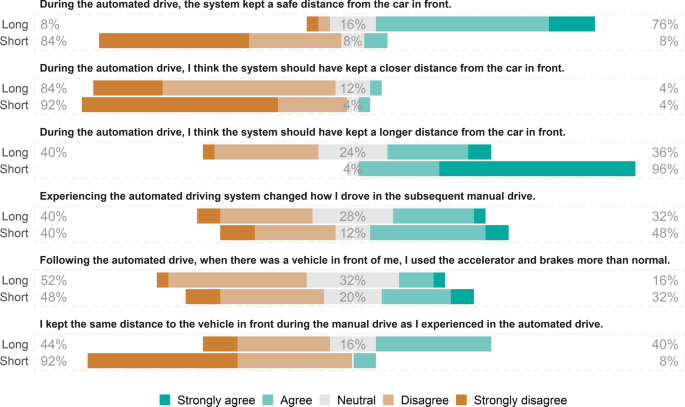 During the automated drive, the system kept a safe distance from the car in front.
Long 8% 16% 76%
Short 84% 8% 8%
During the automation drive, I think the system should have kept a closer distance from the car in front.
Long 84% 12% 4%
Short 92% 4% 4%
During the automation drive, I think the system should have kept a longer distance from the car in front.
Long 40% 24% 36%
Short 4% 96%
Experiencing the automated driving system changed how I drove in the subsequent manual drive.
Long 40% 28% 32%
Short 40% 12% 48%
Following the automated drive, when there was a vehicle in front of me, I used the accelerator and brakes more than normal.
Long 52% 32% 16%
Short 48% 20% 32%
I kept the same distance to the vehicle in front during the manual drive as I experienced in the automated drive.
Long 44% 16% 40%
Short 92% 8%
Strongly agree Agree Neutral Disagree Strongly disagree